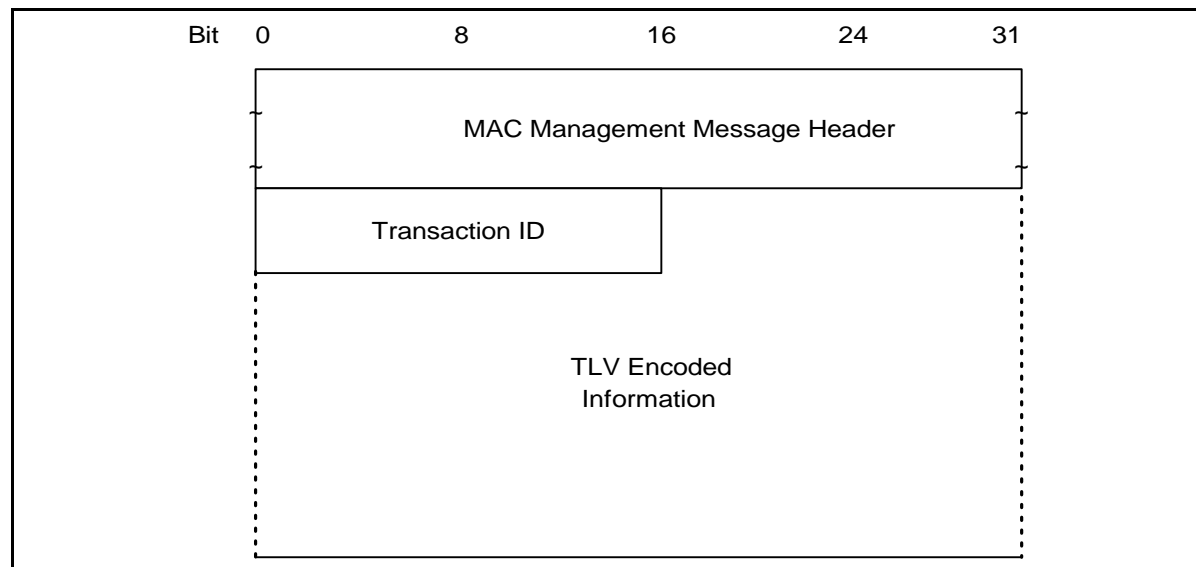 Bit 0 8 16 24 31
MAC Management Message Header
Transaction ID
TLV Encoded
Information